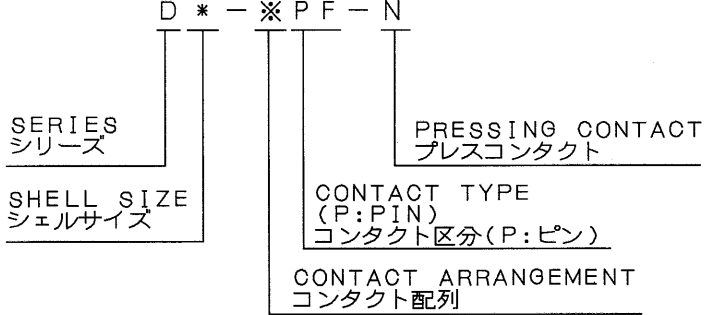 D * － ※ P F － N
SERIES
シリーズ
PRESSING CONTACT
プレスコンタクト
SHELL SIZE
シェルサイズ
CONTACT TYPE
(P:PIN)
コンタクト区分(P:ピン)
CONTACT ARRANGEMENT
コンタクト配列